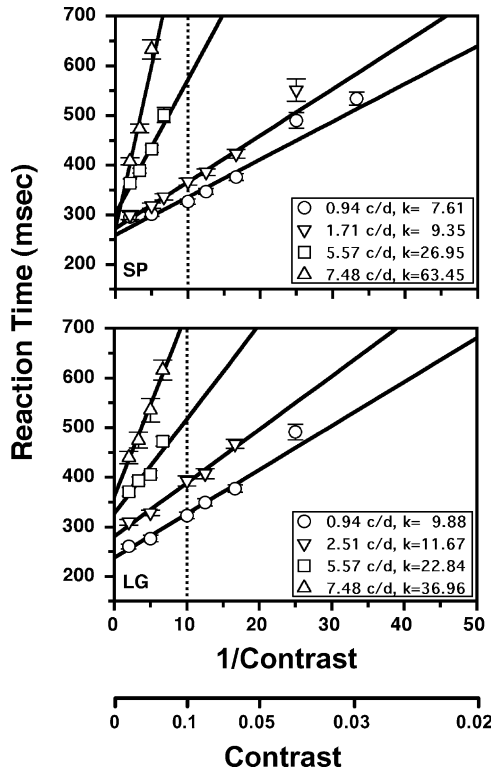 Reaction Time (msec)
700
600
500
400
300
200
SP
○ 0.94 c/d, k= 7.61
▽ 1.71 c/d, k= 9.35
□ 5.57 c/d, k=26.95
△ 7.48 c/d, k=63.45
700
600
500
400
300
200
LG
○ 0.94 c/d, k= 9.88
▽ 2.51 c/d, k=11.67
□ 5.57 c/d, k=22.84
△ 7.48 c/d, k=36.96
0 10 20 30 40 50
1/Contrast
0 0.1 0.05 0.03 0.02
Contrast